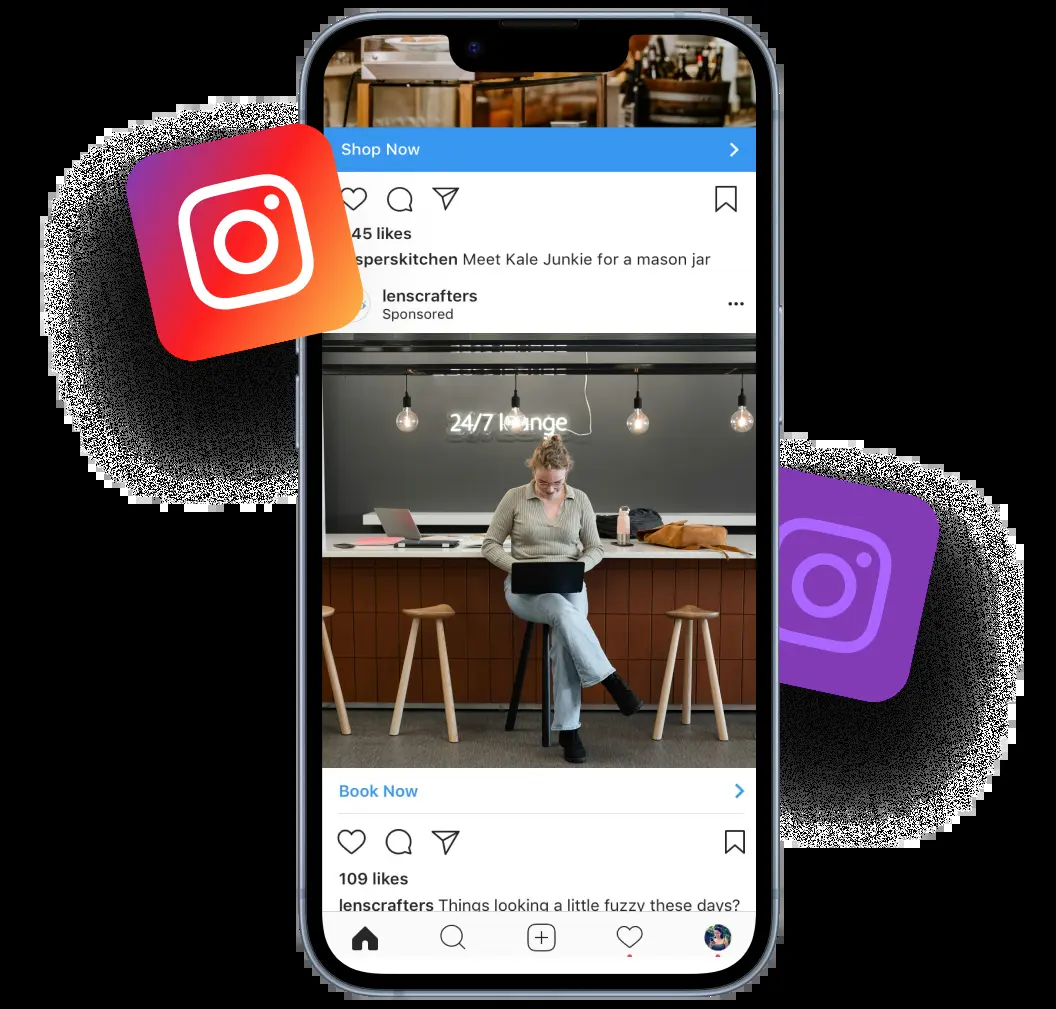 Shop Now
45 likes
sperskitchen Meet Kale Junkie for a mason jar
lenscrafters
Sponsored
24/7 lounge
Book Now
109 likes
lenscrafters Things looking a little fuzzy these days?